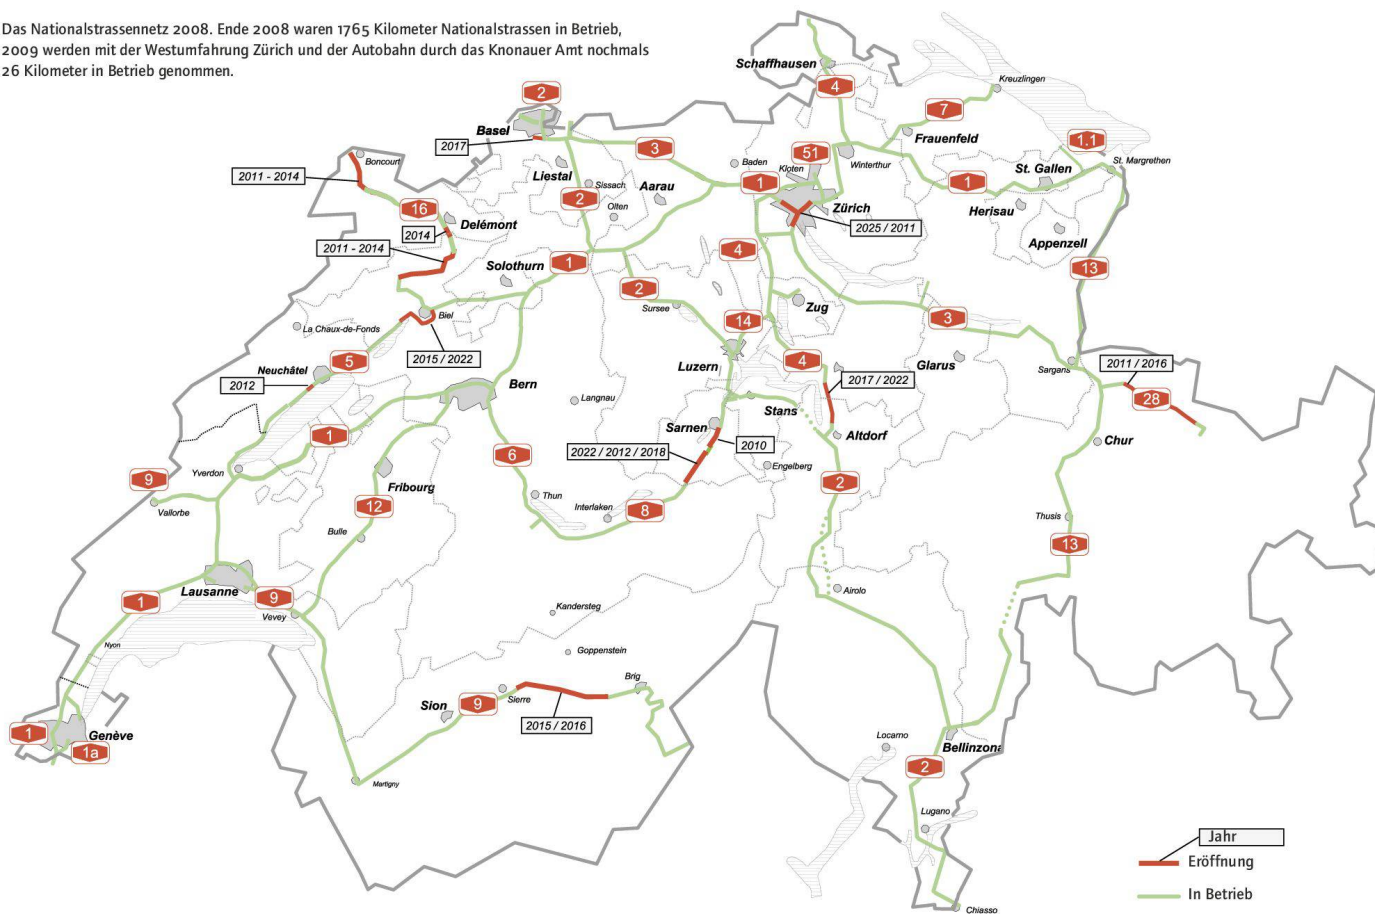 Das Nationalstrassennetz 2008. Ende 2008 waren 1765 Kilometer Nationalstrassen in Betrieb,
2009 werden mit der Westumfahrung Zürich und der Autobahn durch das Knonauer Amt nochmals
26 Kilometer in Betrieb genommen.
Schaffhausen
4
Kreuzlingen
2
7
Basel
2017
Frauenfeld
3
51
1.1
Boncourt
Baden
Kloten
Winterthur
St. Margrethen
2011 - 2014
Liestal
Sissach
Aarau
1
1
St. Gallen
16
2
Olten
Zürich
Herisau
Delémont
2014
2025 / 2011
Appenzell
2011 - 2014
4
Solothurn
1
13
2
Zug
Sursee
Biel
La Chaux-de-Fonds
14
3
2015 / 2022
5
Luzern
4
Glarus
Sargans
2011 / 2016
Neuchâtel
2012
Bern
2017 / 2022
28
Langnau
Stans
1
Sarnen
2010
Altdorf
Chur
6
2022 / 2012 / 2018
Engelberg
Yverdon
9
Fribourg
2
Vallorbe
12
Thun
Interlaken
8
Thusis
Bulle
13
Lausanne
9
1
Airolo
Vevey
Kandersteg
Nyon
Goppenstein
Brig
Sierre
Sion
9
2015 / 2016
1
Genève
1a
Locarno
Bellinzona
2
Martigny
Lugano
Chiasso
Jahr
Eröffnung
In Betrieb